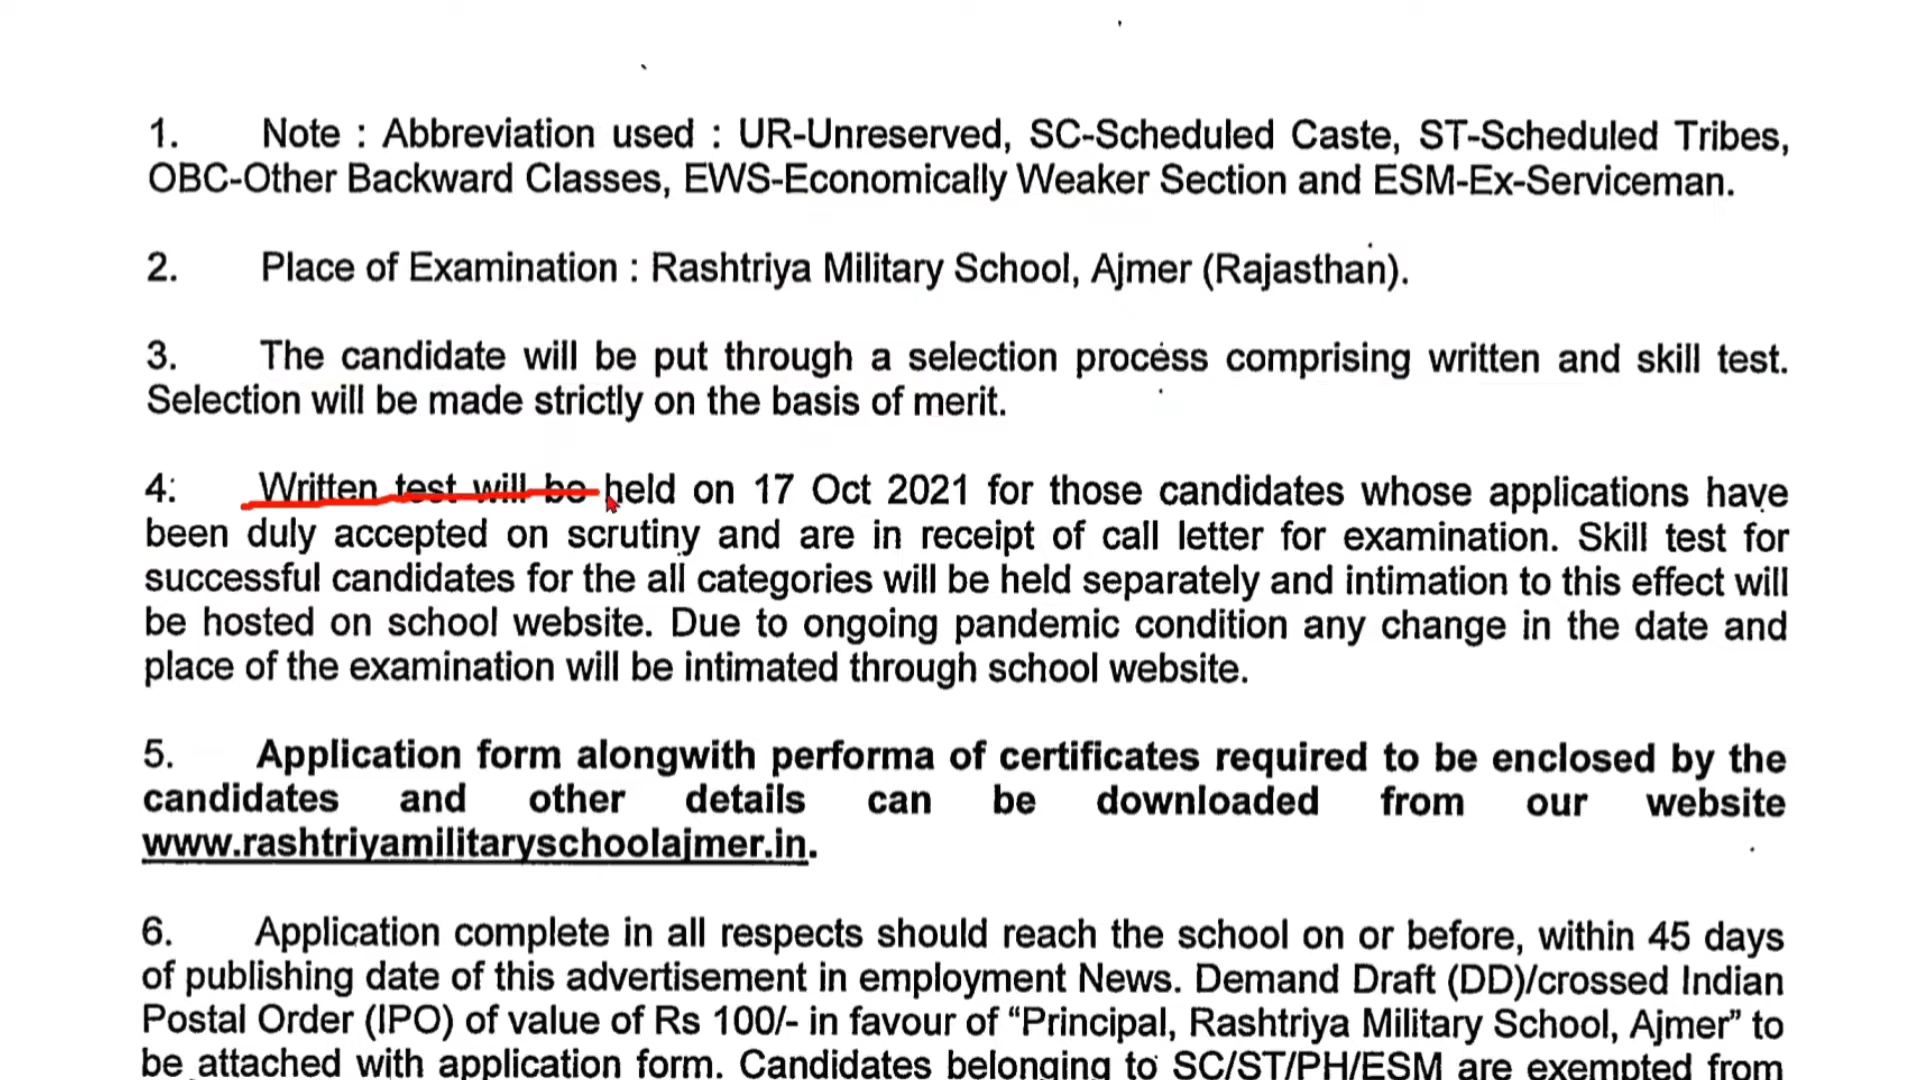 1. Note : Abbreviation used : UR-Unreserved, SC-Scheduled Caste, ST-Scheduled Tribes,
OBC-Other Backward Classes, EWS-Economically Weaker Section and ESM-Ex-Serviceman.
2. Place of Examination : Rashtriya Military School, Ajmer (Rajasthan).
3. The candidate will be put through a selection process comprising written and skill test.
Selection will be made strictly on the basis of merit.
4. Written test will be held on 17 Oct 2021 for those candidates whose applications have
been duly accepted on scrutiny and are in receipt of call letter for examination. Skill test for
successful candidates for the all categories will be held separately and intimation to this effect will
be hosted on school website. Due to ongoing pandemic condition any change in the date and
place of the examination will be intimated through school website.
5. Application form alongwith performa of certificates required to be enclosed by the
candidates and other details can be downloaded from our website
www.rashtriyamilitaryschoolajmer.in.
6. Application complete in all respects should reach the school on or before, within 45 days
of publishing date of this advertisement in employment News. Demand Draft (DD)/crossed Indian
Postal Order (IPO) of value of Rs 100/- in favour of “Principal, Rashtriya Military School, Ajmer” to
be attached with application form. Candidates belonging to SC/ST/PH/ESM are exempted from